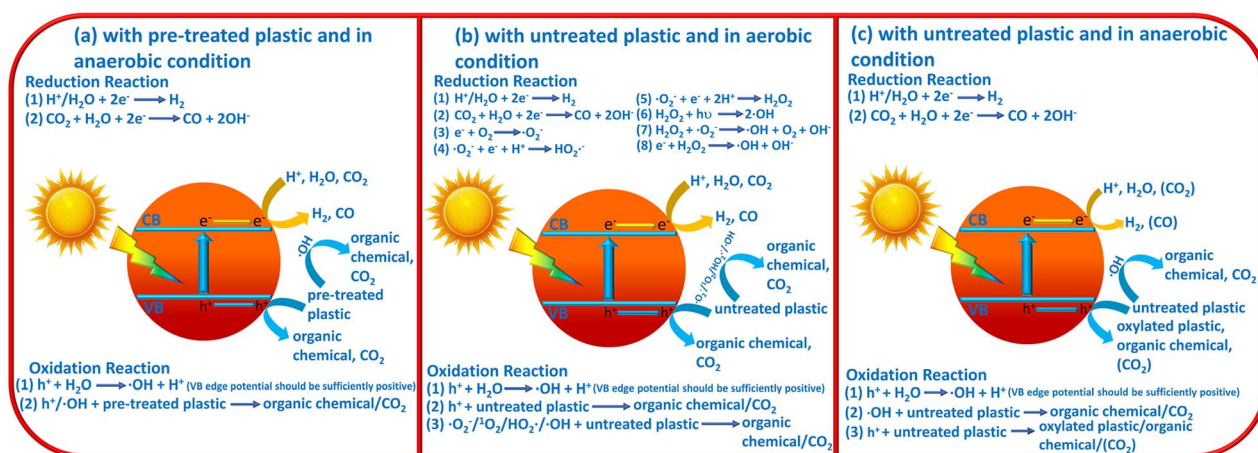 (a) with pre-treated plastic and in
anaerobic condition
Reduction Reaction
(1) H⁺/H₂O + 2e⁻ ⟶ H₂
(2) CO₂ + H₂O + 2e⁻ ⟶ CO + 2OH⁻
H⁺, H₂O, CO₂
CB
e⁻ e⁻
H₂, CO
·OH
organic
chemical,
CO₂
pre-treated
plastic
VB
h⁺ h⁺
organic
chemical, CO₂
Oxidation Reaction
(1) h⁺ + H₂O ⟶ ·OH + H⁺ (VB edge potential should be sufficiently positive)
(2) h⁺/·OH + pre-treated plastic ⟶ organic chemical/CO₂
(b) with untreated plastic and in aerobic
condition
Reduction Reaction
(1) H⁺/H₂O + 2e⁻ ⟶ H₂
(2) CO₂ + H₂O + 2e⁻ ⟶ CO + 2OH⁻
(3) e⁻ + O₂ ⟶ ·O₂⁻
(4) ·O₂⁻ + e⁻ + H⁺ ⟶ HO₂·⁻
(5) ·O₂⁻ + e⁻ + 2H⁺ ⟶ H₂O₂
(6) H₂O₂ + hυ ⟶ 2·OH
(7) H₂O₂ + ·O₂⁻ ⟶ ·OH + O₂ + OH⁻
(8) e⁻ + H₂O₂ ⟶ ·OH + OH⁻
H⁺, H₂O, CO₂
CB
e⁻ e⁻
H₂, CO
·O₂⁻/¹O₂/HO₂·/·OH
organic
chemical,
CO₂
untreated plastic
VB
h⁺ h⁺
organic chemical,
CO₂
Oxidation Reaction
(1) h⁺ + H₂O ⟶ ·OH + H⁺ (VB edge potential should be sufficiently positive)
(2) h⁺ + untreated plastic ⟶ organic chemical/CO₂
(3) ·O₂⁻/¹O₂/HO₂·/·OH + untreated plastic ⟶ organic
chemical/CO₂
(c) with untreated plastic and in anaerobic
condition
Reduction Reaction
(1) H⁺/H₂O + 2e⁻ ⟶ H₂
(2) CO₂ + H₂O + 2e⁻ ⟶ CO + 2OH⁻
H⁺, H₂O, (CO₂)
CB
e⁻ e⁻
H₂, (CO)
·OH
organic
chemical, CO₂
untreated plastic
VB
h⁺ h⁺
oxylated plastic,
organic chemical,
(CO₂)
Oxidation Reaction
(1) h⁺ + H₂O ⟶ ·OH + H⁺ (VB edge potential should be sufficiently positive)
(2) ·OH + untreated plastic ⟶ organic chemical/CO₂
(3) h⁺ + untreated plastic ⟶ oxylated plastic/organic
chemical/(CO₂)